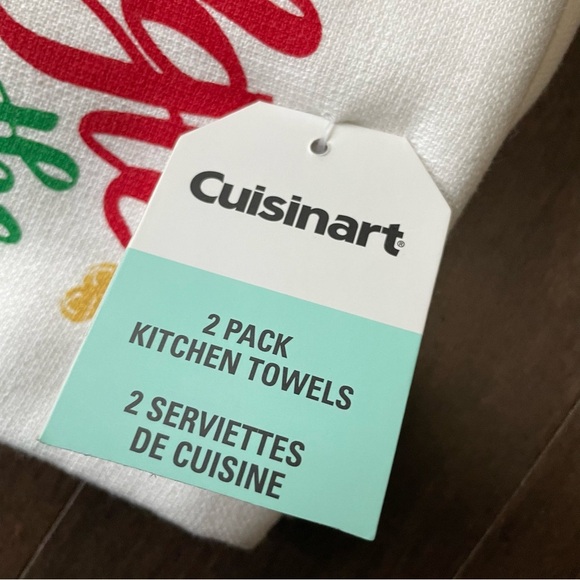 Cuisinart®
2 PACK
KITCHEN TOWELS
2 SERVIETTES
DE CUISINE